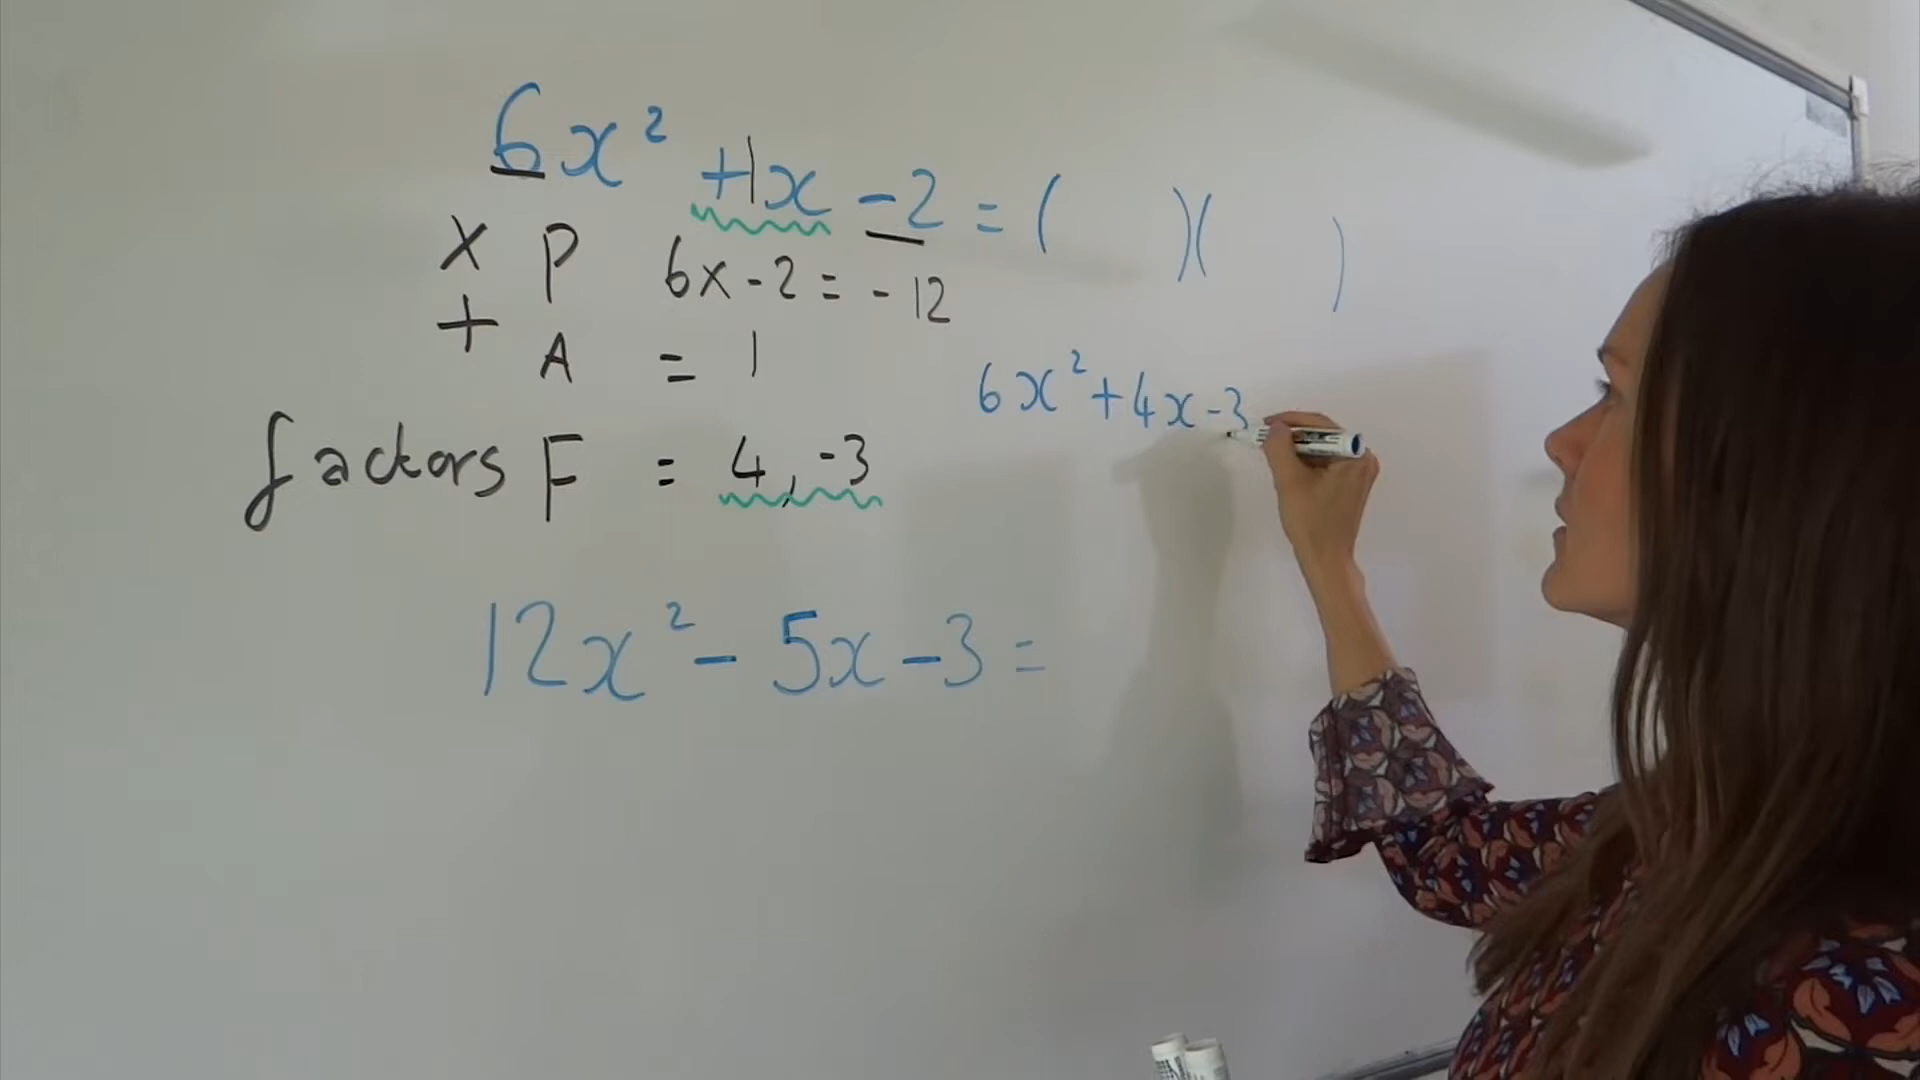 6x² +1x -2 = ( )( )
x P 6x-2 = -12
+ A = 1
6x²+4x-3
factors F = 4, -3
12x² - 5x - 3 =